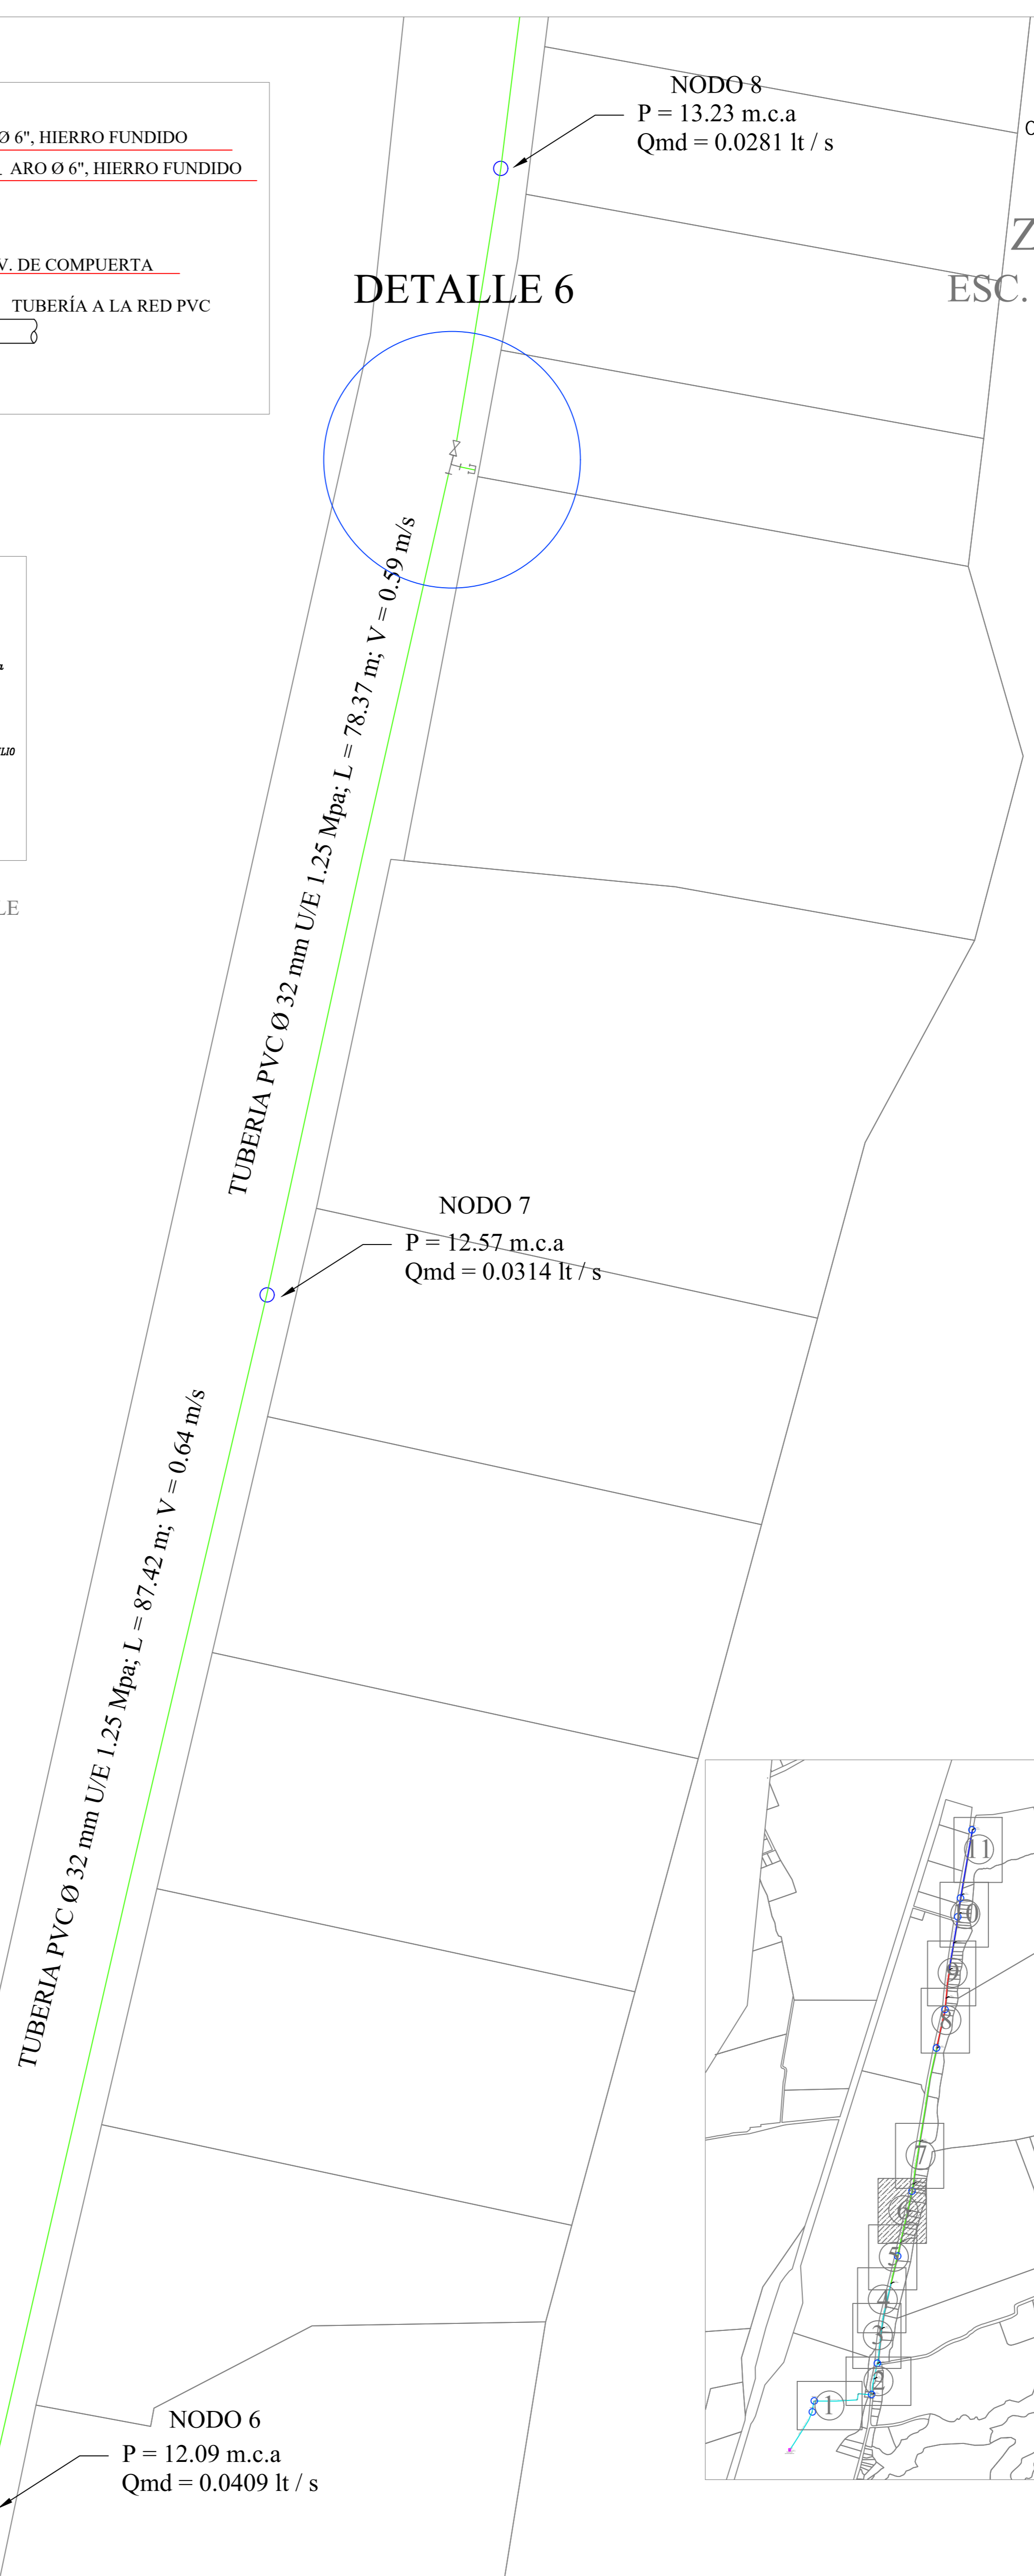 NODO 8
P = 13.23 m.c.a
Qmd = 0.0281 lt / s
Ø 6", HIERRO FUNDIDO
ARO Ø 6", HIERRO FUNDIDO
V. DE COMPUERTA
TUBERÍA A LA RED PVC
Z
ESC.
DETALLE 6
TUBERIA PVC Ø 32 mm U/E 1.25 Mpa; L = 78.37 m; V = 0.59 m/s
LE
NODO 7
P = 12.57 m.c.a
Qmd = 0.0314 lt / s
TUBERIA PVC Ø 32 mm U/E 1.25 Mpa; L = 87.42 m; V = 0.64 m/s
11
10
9
8
7
6
5
4
3
2
1
NODO 6
P = 12.09 m.c.a
Qmd = 0.0409 lt / s